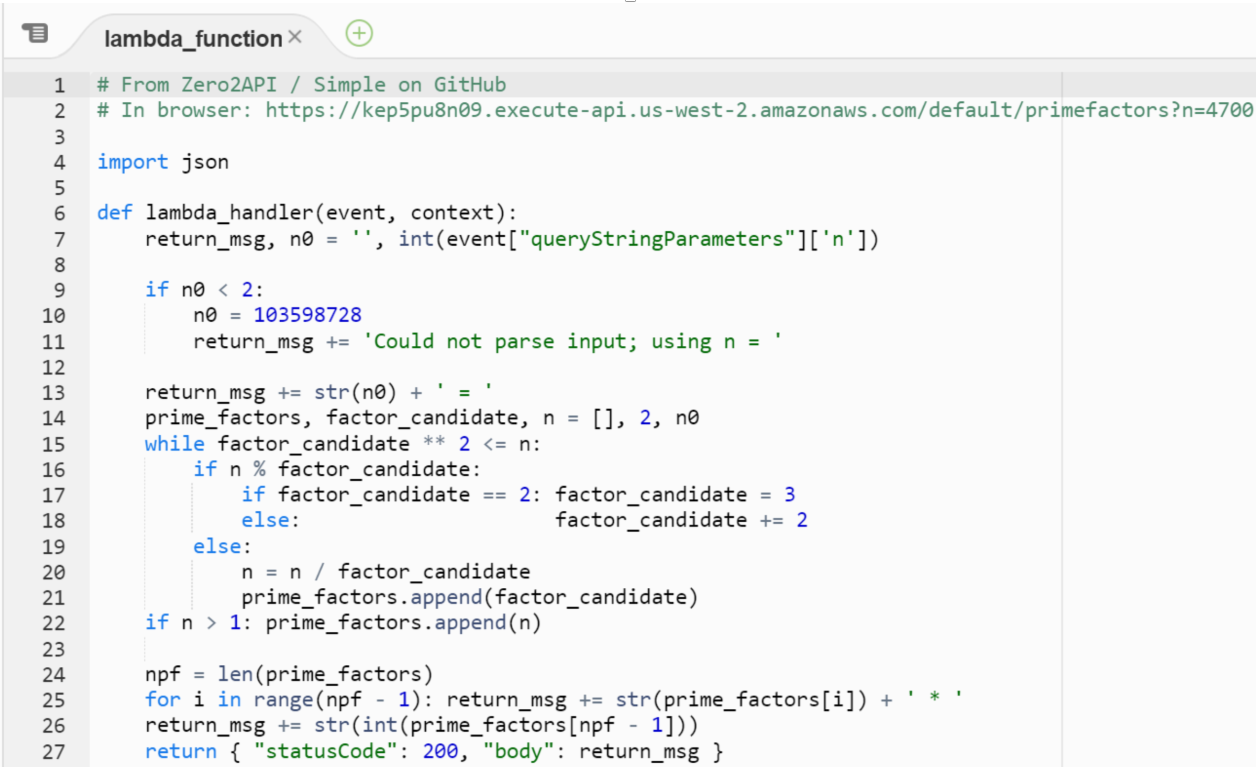 lambda_function ×
1 # From Zero2API / Simple on GitHub
2 # In browser: https://kep5pu8n09.execute-api.us-west-2.amazonaws.com/default/primefactors?n=4700
3
4 import json
5
6 def lambda_handler(event, context):
7     return_msg, n0 = '', int(event["queryStringParameters"]['n'])
8
9     if n0 < 2:
10         n0 = 103598728
11         return_msg += 'Could not parse input; using n = '
12
13     return_msg += str(n0) + ' = '
14     prime_factors, factor_candidate, n = [], 2, n0
15     while factor_candidate ** 2 <= n:
16         if n % factor_candidate:
17             if factor_candidate == 2: factor_candidate = 3
18             else:                     factor_candidate += 2
19         else:
20             n = n / factor_candidate
21             prime_factors.append(factor_candidate)
22     if n > 1: prime_factors.append(n)
23
24     npf = len(prime_factors)
25     for i in range(npf - 1): return_msg += str(prime_factors[i]) + ' * '
26     return_msg += str(int(prime_factors[npf - 1]))
27     return { "statusCode": 200, "body": return_msg }